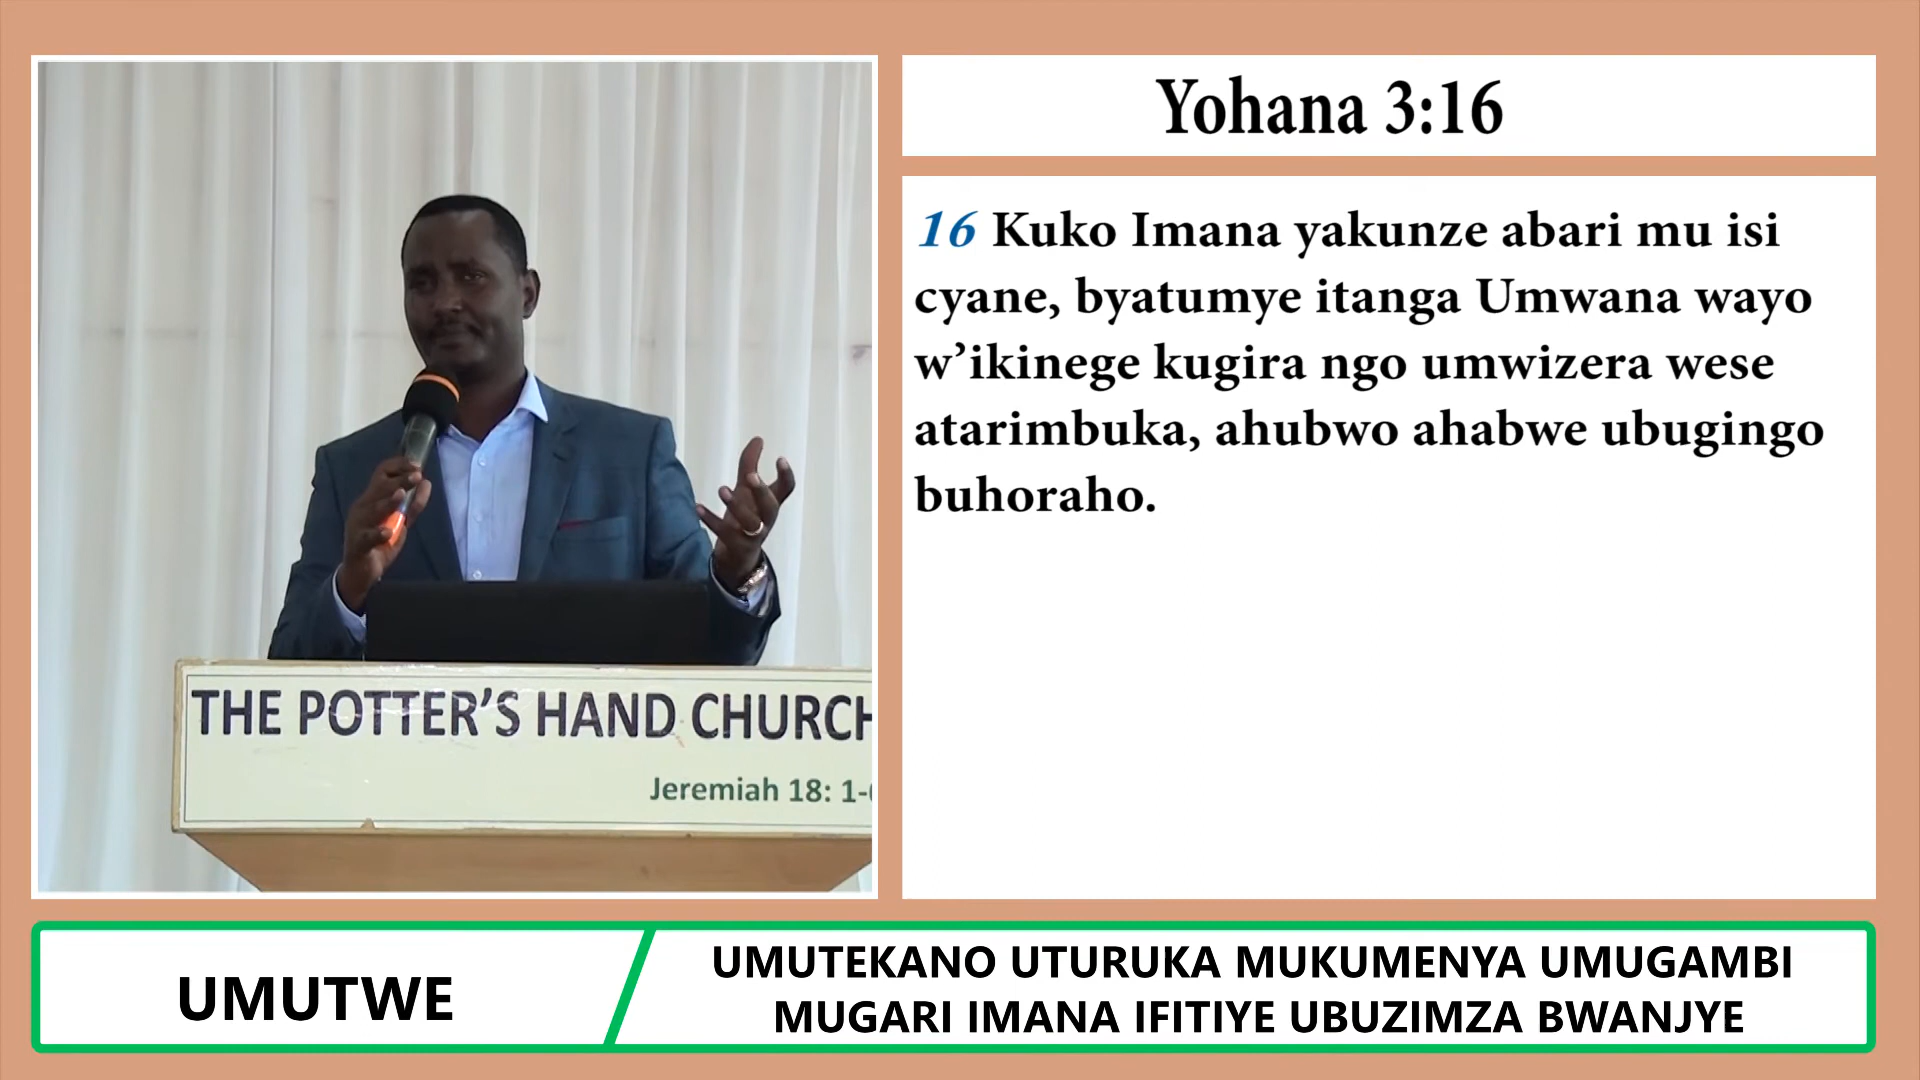 Yohana 3:16
16 Kuko Imana yakunze abari mu isi
cyane, byatumye itanga Umwana wayo
w’ikinege kugira ngo umwizera wese
atarimbuka, ahubwo ahabwe ubugingo
buhoraho.
THE POTTER’S HAND CHURCH
Jeremiah 18: 1-
UMUTWE
UMUTEKANO UTURUKA MUKUMENYA UMUGAMBI
MUGARI IMANA IFITIYE UBUZIMZA BWANJYE